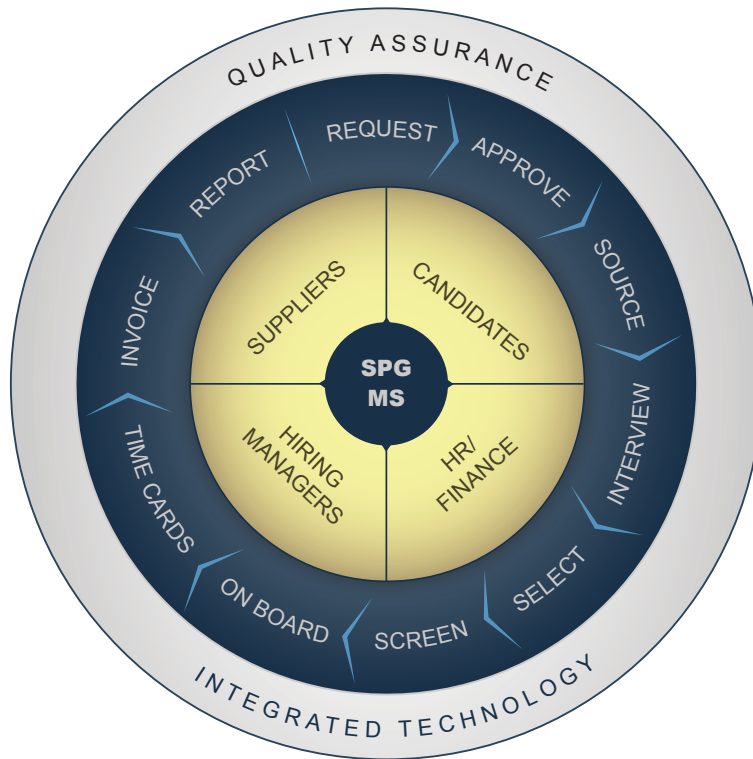 QUALITY ASSURANCE
REQUEST
APPROVE
SOURCE
INTERVIEW
SELECT
SCREEN
ON BOARD
TIME CARDS
INVOICE
REPORT
SUPPLIERS
CANDIDATES
SPG
MS
HIRING
MANAGERS
HR/
FINANCE
INTEGRATED TECHNOLOGY